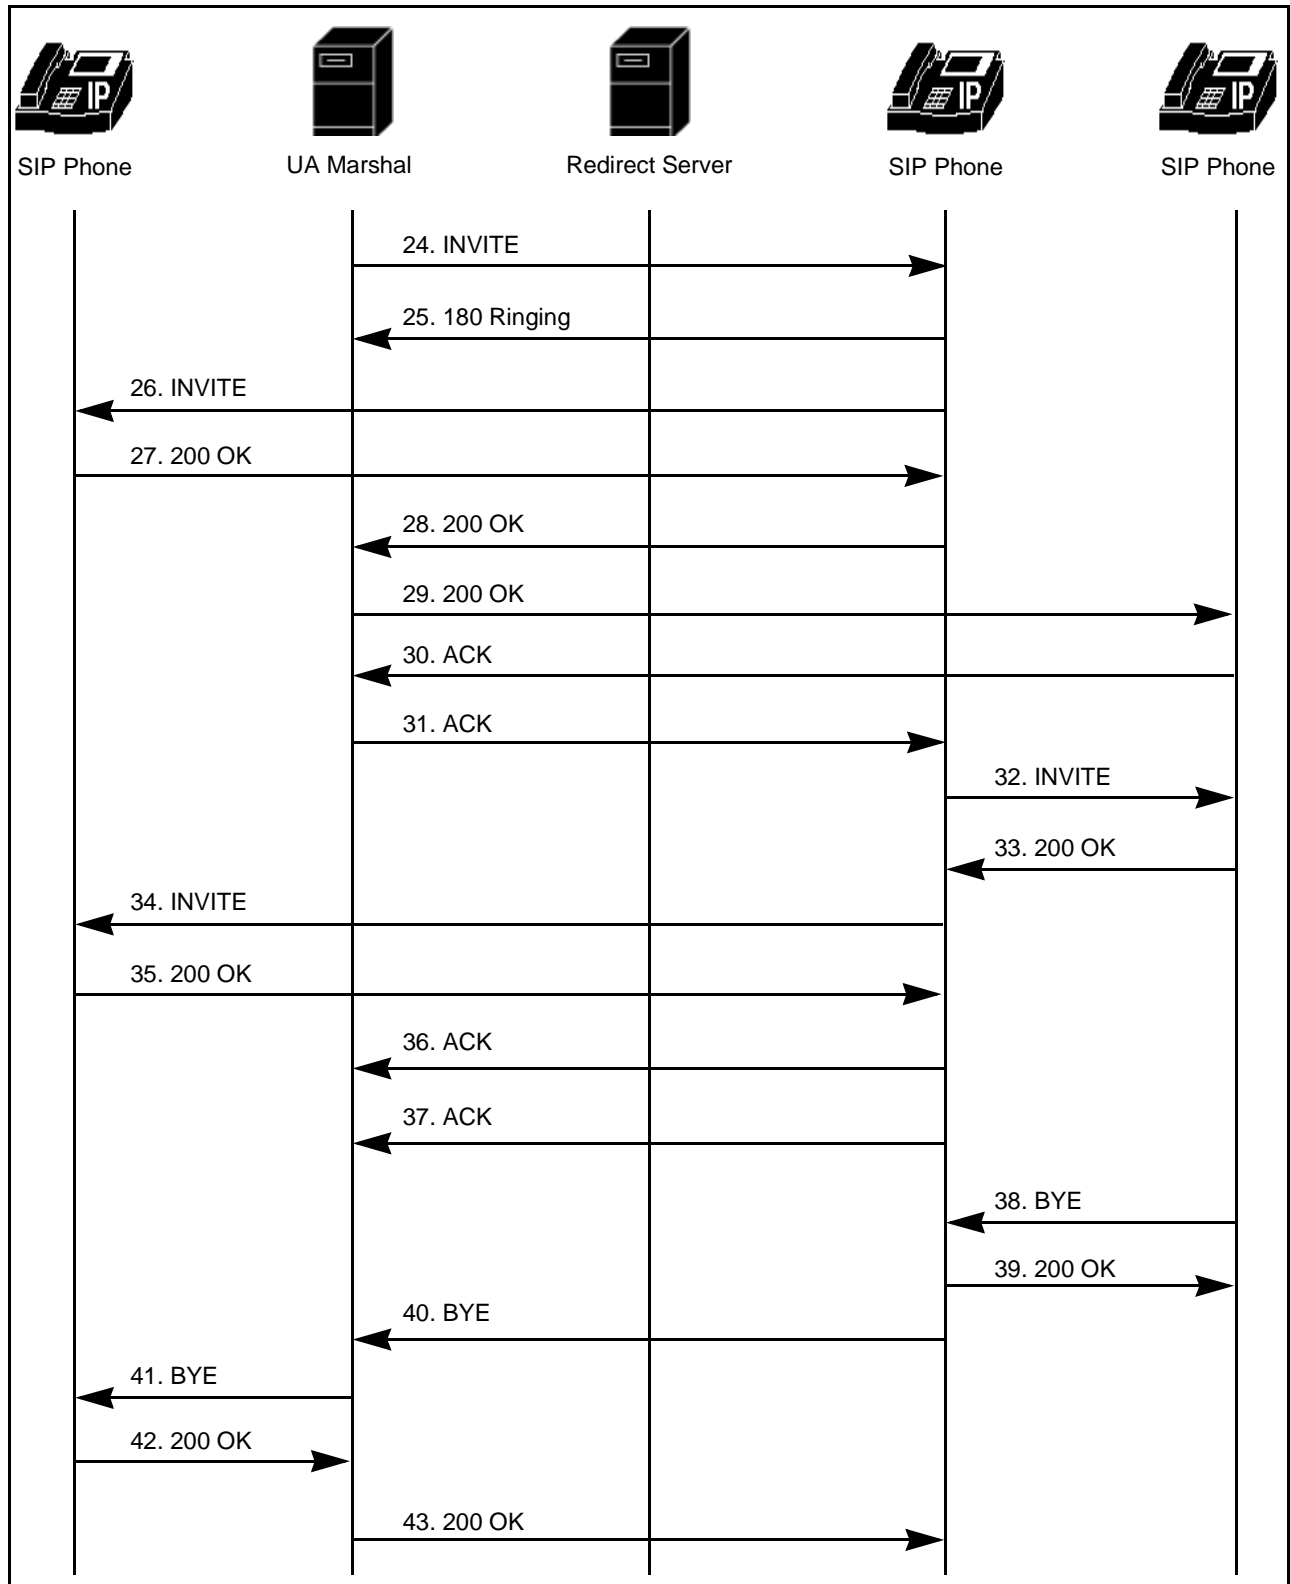 IP
IP
IP
SIP Phone
UA Marshal
Redirect Server
SIP Phone
SIP Phone
24. INVITE
25. 180 Ringing
26. INVITE
27. 200 OK
28. 200 OK
29. 200 OK
30. ACK
31. ACK
32. INVITE
33. 200 OK
34. INVITE
35. 200 OK
36. ACK
37. ACK
38. BYE
39. 200 OK
40. BYE
41. BYE
42. 200 OK
43. 200 OK